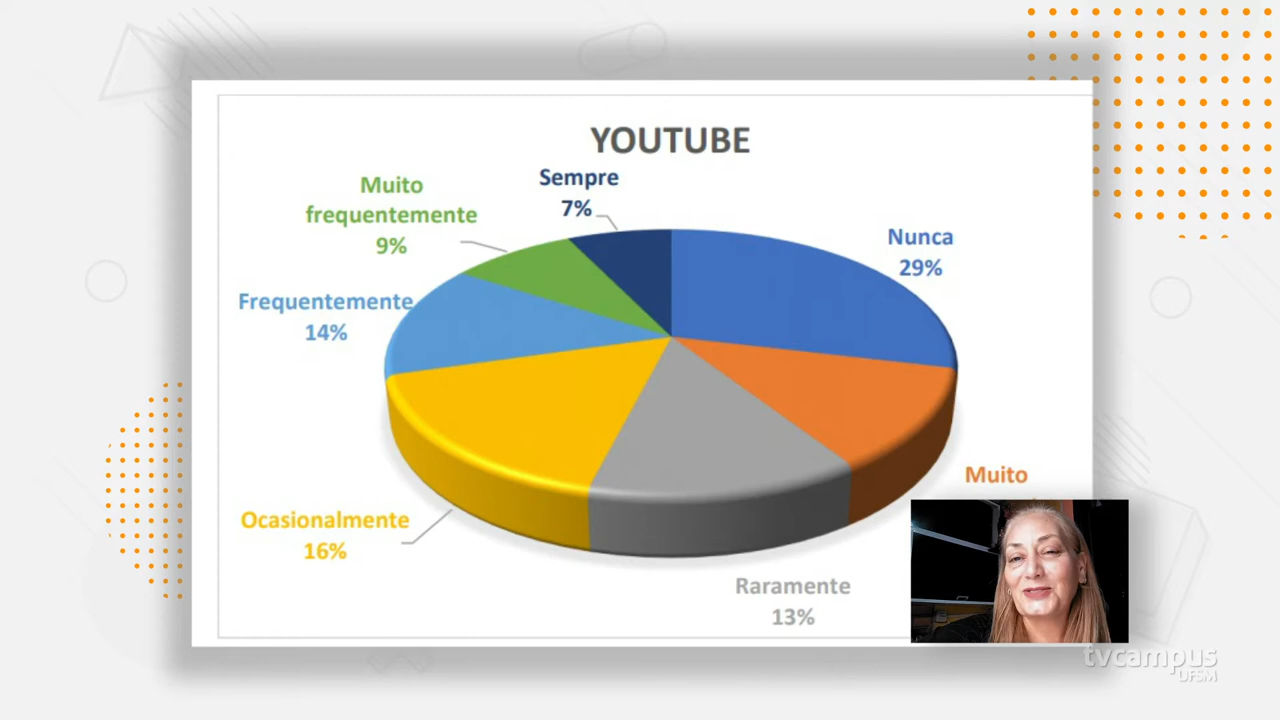 YOUTUBE
Sempre
7%
Muito
frequentemente
9%
Nunca
29%
Frequentemente
14%
Muito
Ocasionalmente
16%
Raramente
13%
tvcampus
UFSM